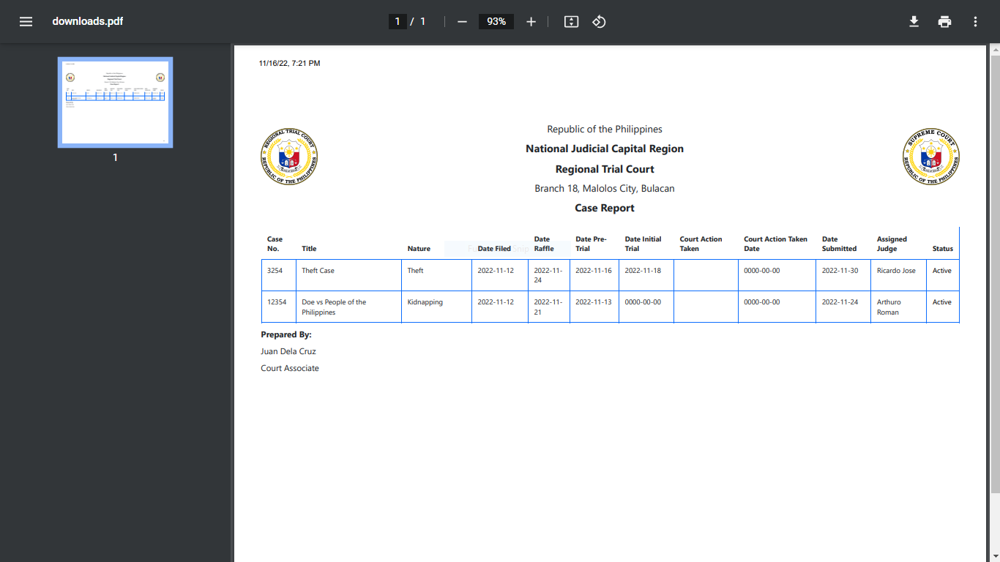 downloads.pdf
1 / 1
93%
1
11/16/22, 7:21 PM
REGIONAL TRIAL COURT
REPUBLIC OF THE PHILIPPINES
SUPREME COURT
REPUBLIC OF THE PHILIPPINES
Republic of the Philippines
National Judicial Capital Region
Regional Trial Court
Branch 18, Malolos City, Bulacan
Case Report
Case No. Title Nature Date Filed Date Raffle Date Pre-Trial Date Initial Trial Court Action Taken Court Action Taken Date Date Submitted Assigned Judge Status
3254 Theft Case Theft 2022-11-12 2022-11-24 2022-11-16 2022-11-18 0000-00-00 2022-11-30 Ricardo Jose Active
12354 Doe vs People of the Philippines Kidnapping 2022-11-12 2022-11-21 2022-11-13 0000-00-00 0000-00-00 2022-11-24 Arthuro Roman Active
Prepared By:
Juan Dela Cruz
Court Associate